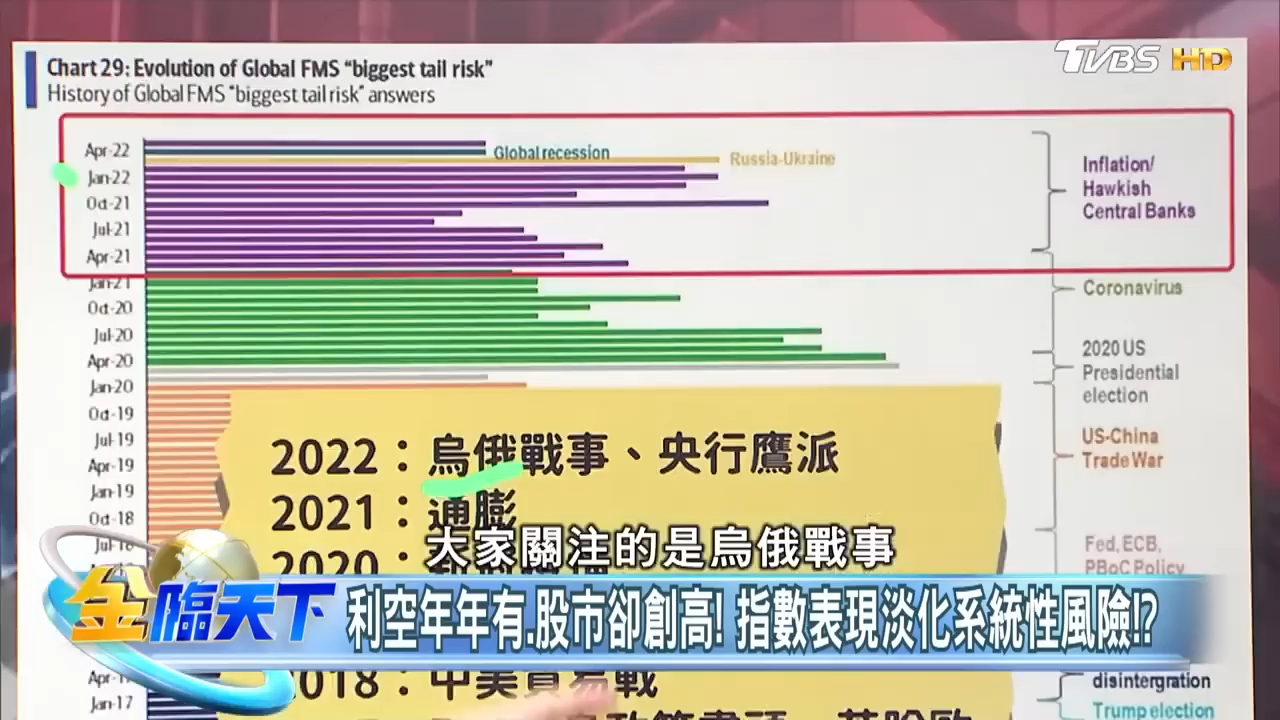 Chart 29: Evolution of Global FMS “biggest tail risk”
History of Global FMS “biggest tail risk” answers
TVBS HD
Apr-22
Global recession
Russia-Ukraine
Jan-22
Inflation/
Hawkish
Central Banks
Oct-21
Jul-21
Apr-21
Jan-21
Coronavirus
Oct-20
Jul-20
2020 US
Presidential
election
Apr-20
Jan-20
Oct-19
US-China
Trade War
Jul-19
Apr-19
Jan-19
Oct-18
Jul-18
Fed, ECB,
PBoC Policy
2022：烏俄戰事、央行鷹派
2021：通膨
2020：
大家關注的是烏俄戰事
金臨天下
利空年年有.股市卻創高! 指數表現淡化系統性風險!?
2018：中美貿易戰
Jan-17
disintergration
Trump election